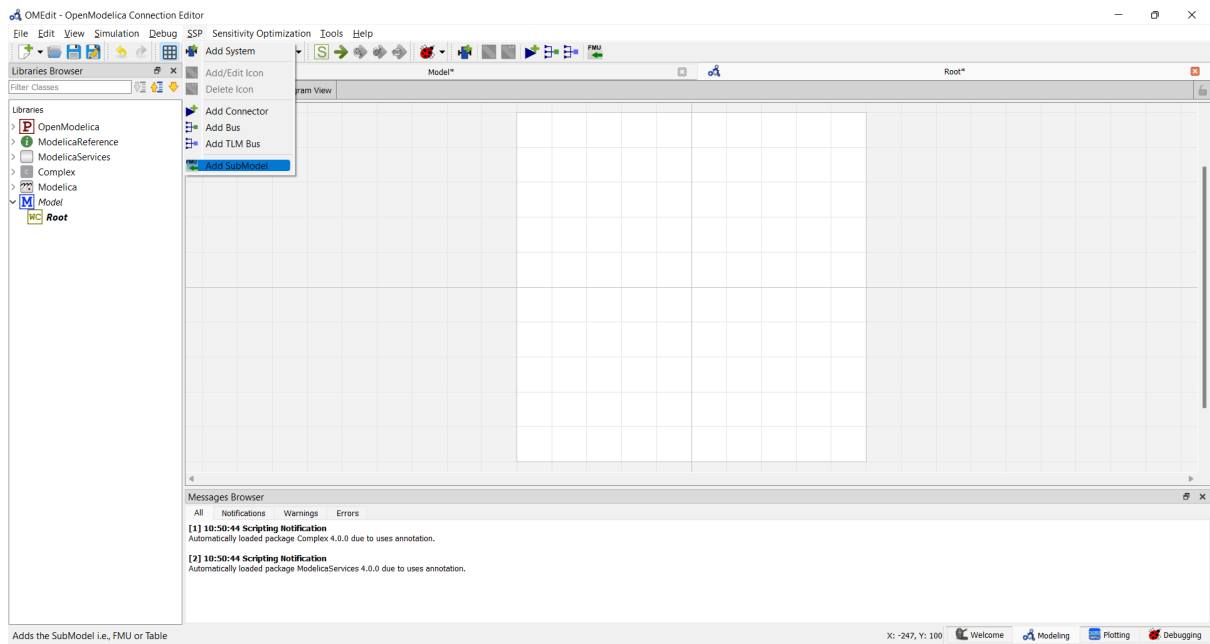 OMEdit - OpenModelica Connection Editor
File Edit View Simulation Debug SSP Sensitivity Optimization Tools Help
Add System
S
FMU
Libraries Browser
Add/Edit Icon
Model*
Root*
Filter Classes
Delete Icon
gram View
Libraries
Add Connector
P OpenModelica
Add Bus
i ModelicaReference
Add TLM Bus
ModelicaServices
FMU Add SubModel
C Complex
Modelica
M Model
WC Root
Messages Browser
All Notifications Warnings Errors
[1] 10:50:44 Scripting Notification
Automatically loaded package Complex 4.0.0 due to uses annotation.
[2] 10:50:44 Scripting Notification
Automatically loaded package ModelicaServices 4.0.0 due to uses annotation.
Adds the SubModel i.e., FMU or Table
X: -247, Y: 100 Welcome Modeling Plotting Debugging